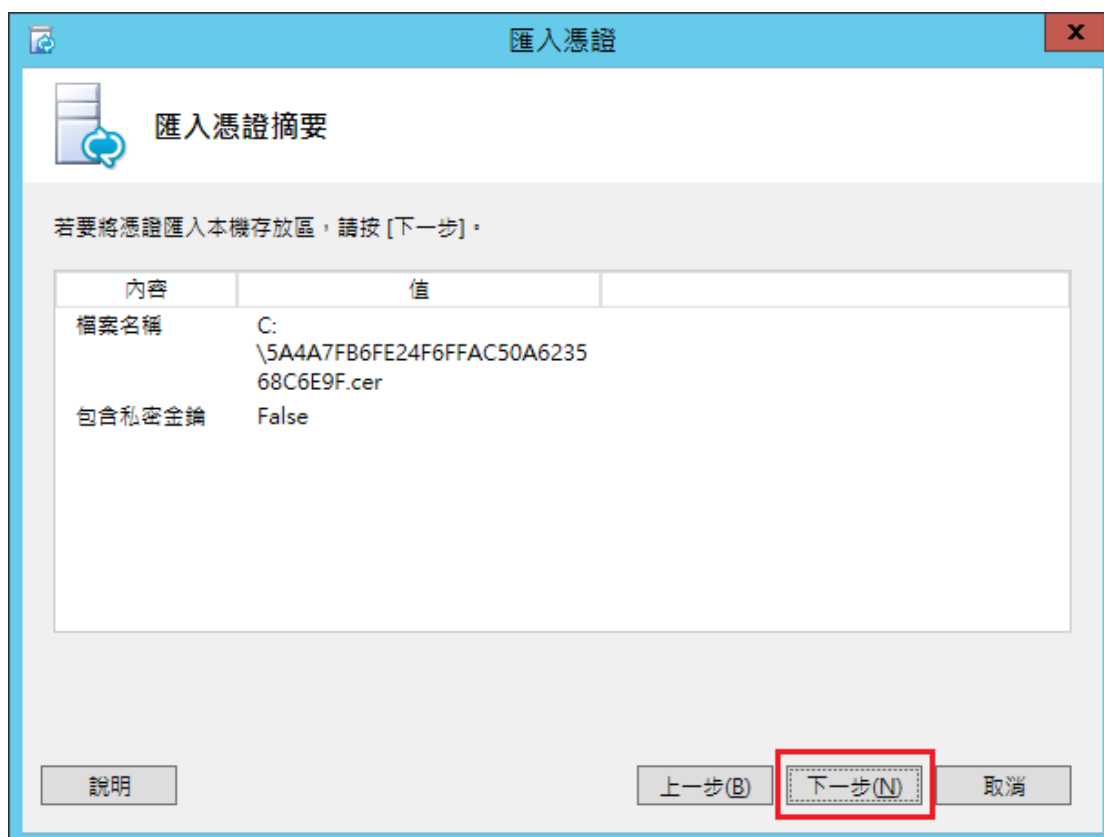 匯入憑證
x
匯入憑證摘要
若要將憑證匯入本機存放區，請按 [下一步]。
內容 值
檔案名稱 C:
\5A4A7FB6FE24F6FFAC50A6235
68C6E9F.cer
包含私密金鑰 False
說明 上一步(B) 下一步(N) 取消